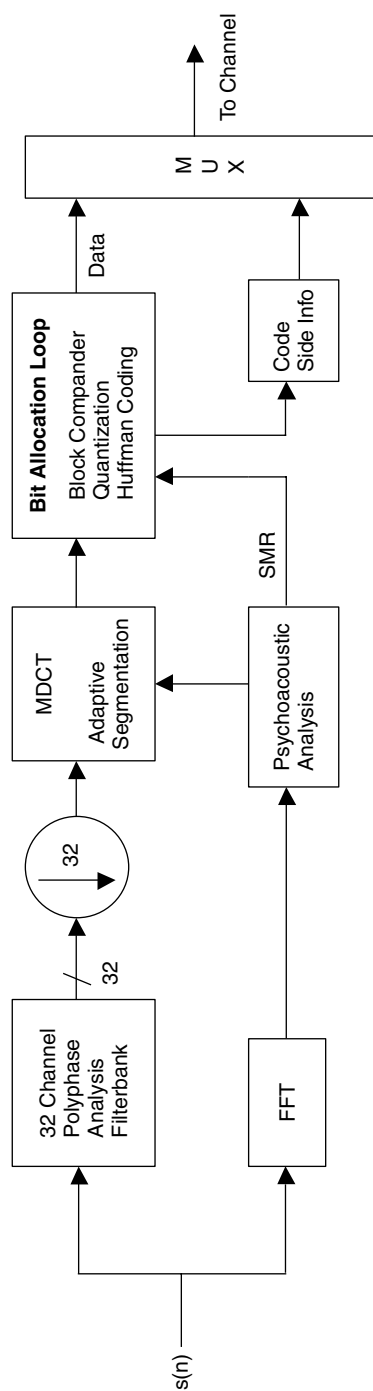 s(n)
32 Channel
Polyphase
Analysis
Filterbank
32
32
MDCT
Adaptive
Segmentation
Bit Allocation Loop
Block Compander
Quantization
Huffman Coding
Data
M
U
X
To Channel
FFT
Psychoacoustic
Analysis
SMR
Code
Side Info